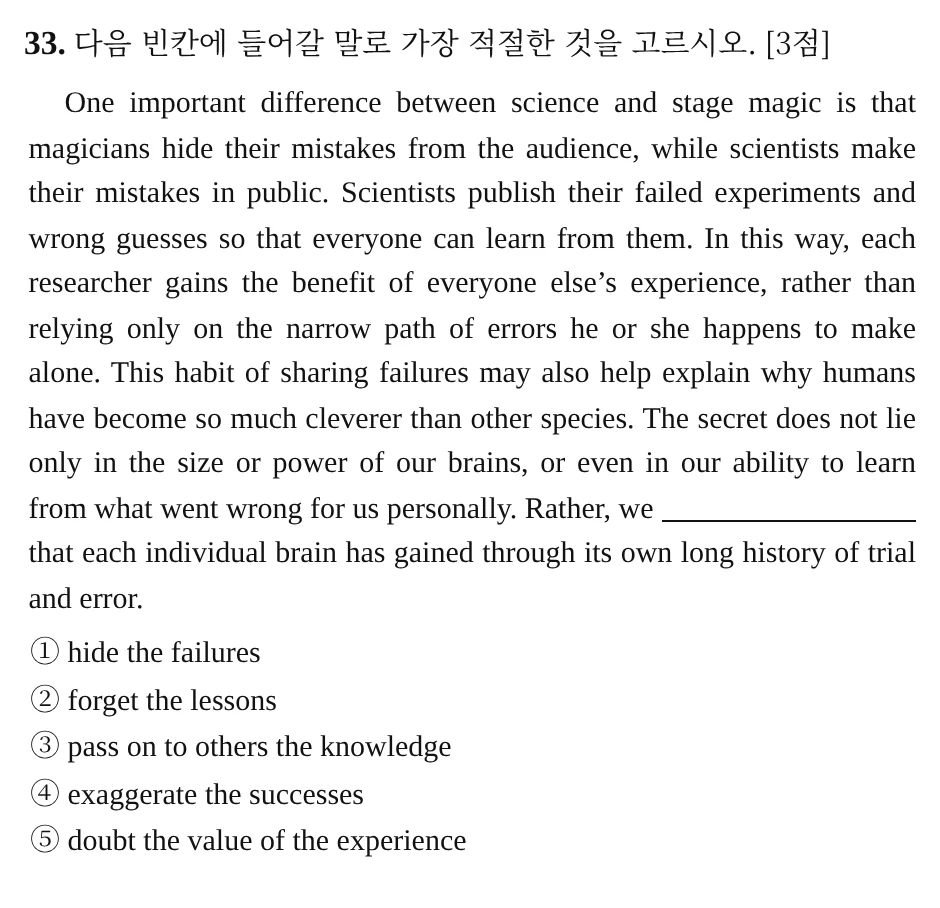 33. 다음 빈칸에 들어갈 말로 가장 적절한 것을 고르시오. [3점]
One important difference between science and stage magic is that
magicians hide their mistakes from the audience, while scientists make
their mistakes in public. Scientists publish their failed experiments and
wrong guesses so that everyone can learn from them. In this way, each
researcher gains the benefit of everyone else’s experience, rather than
relying only on the narrow path of errors he or she happens to make
alone. This habit of sharing failures may also help explain why humans
have become so much cleverer than other species. The secret does not lie
only in the size or power of our brains, or even in our ability to learn
from what went wrong for us personally. Rather, we ________________
that each individual brain has gained through its own long history of trial
and error.
① hide the failures
② forget the lessons
③ pass on to others the knowledge
④ exaggerate the successes
⑤ doubt the value of the experience